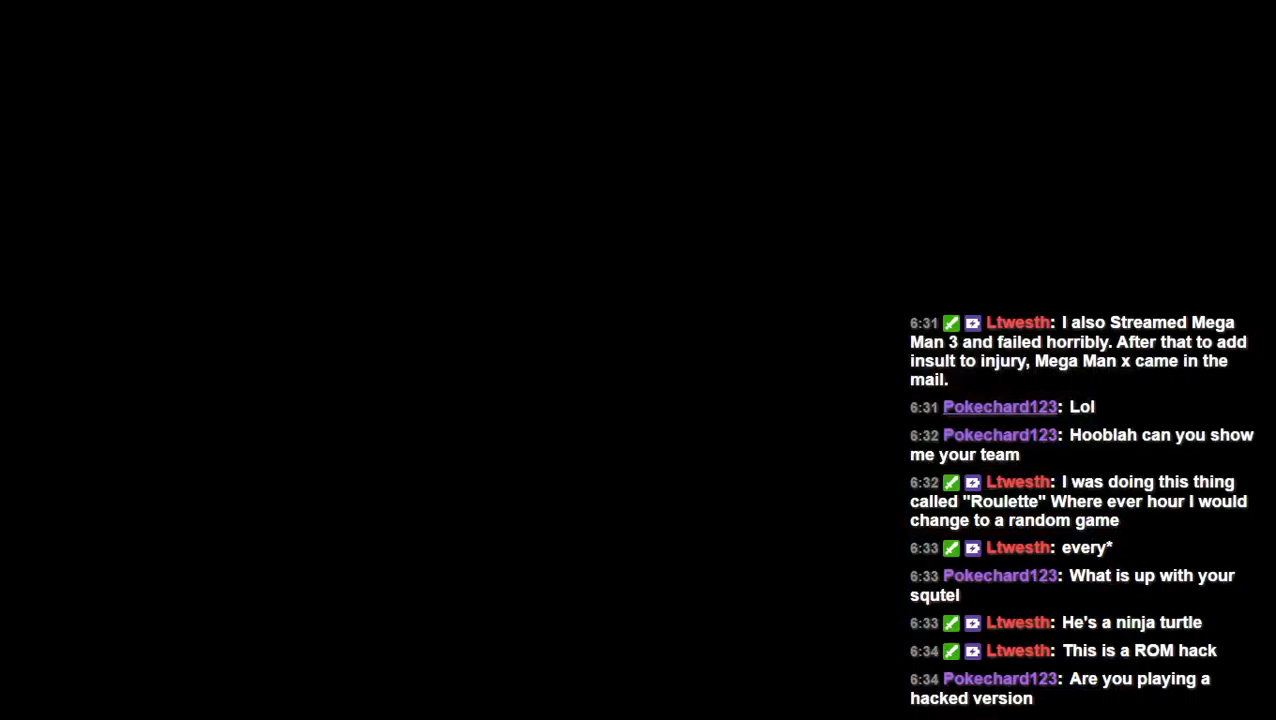 6:31 Ltwesth: I also Streamed Mega
Man 3 and failed horribly. After that to add
insult to injury, Mega Man x came in the
mail.
6:31 Pokechard123: Lol
6:32 Pokechard123: Hooblah can you show
me your team
6:32 Ltwesth: I was doing this thing
called "Roulette" Where ever hour I would
change to a random game
6:33 Ltwesth: every*
6:33 Pokechard123: What is up with your
squtel
6:33 Ltwesth: He's a ninja turtle
6:34 Ltwesth: This is a ROM hack
6:34 Pokechard123: Are you playing a
hacked version